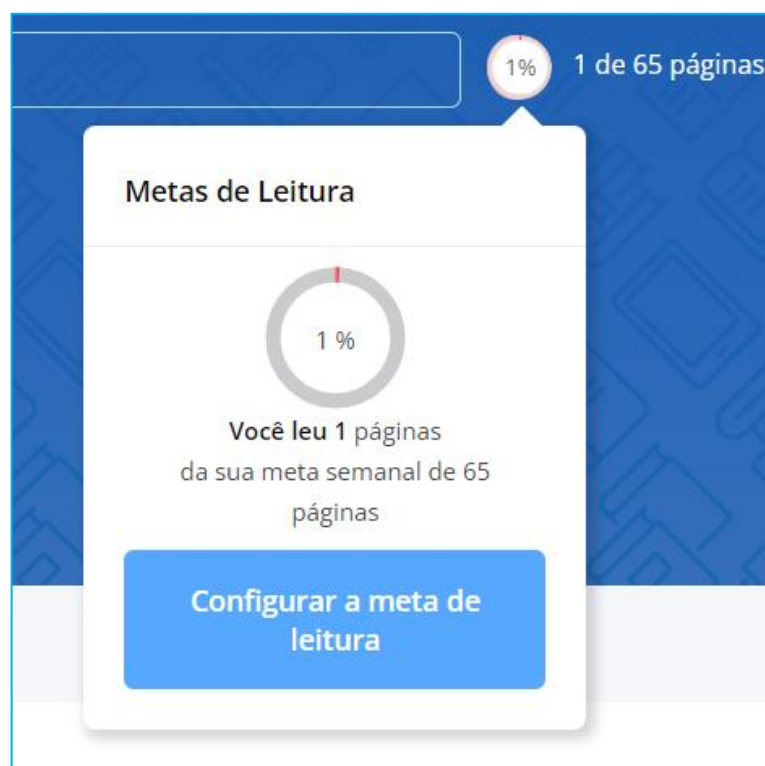 1%
1 de 65 páginas
Metas de Leitura
1 %
Você leu 1 páginas
da sua meta semanal de 65
páginas
Configurar a meta de
leitura